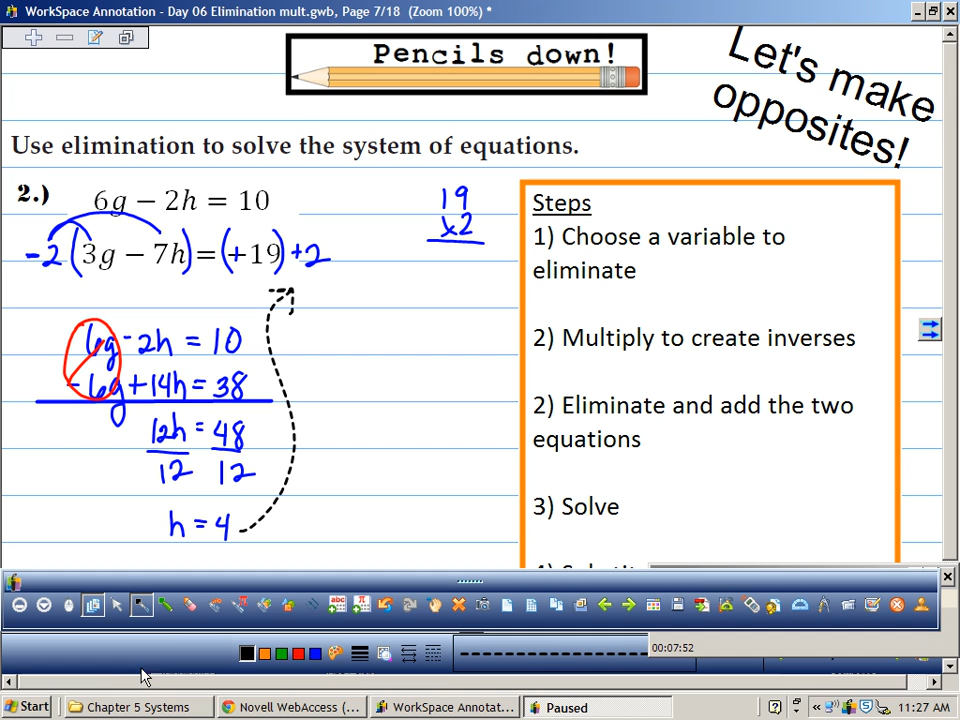 WorkSpace Annotation - Day 06 Elimination mult.gwb, Page 7/18 (Zoom 100%) *
Pencils down!
Let's make
opposites!
Use elimination to solve the system of equations.
2.) 6g − 2h = 10
-2(3g − 7h) = (+19)+2
19
x2
6g - 2h = 10
-6g + 14h = 38
12h = 48
12 12
h = 4
Steps
1) Choose a variable to
eliminate
2) Multiply to create inverses
2) Eliminate and add the two
equations
3) Solve
00:07:52
Start
Chapter 5 Systems
Novell WebAccess (...
WorkSpace Annotat...
Paused
11:27 AM